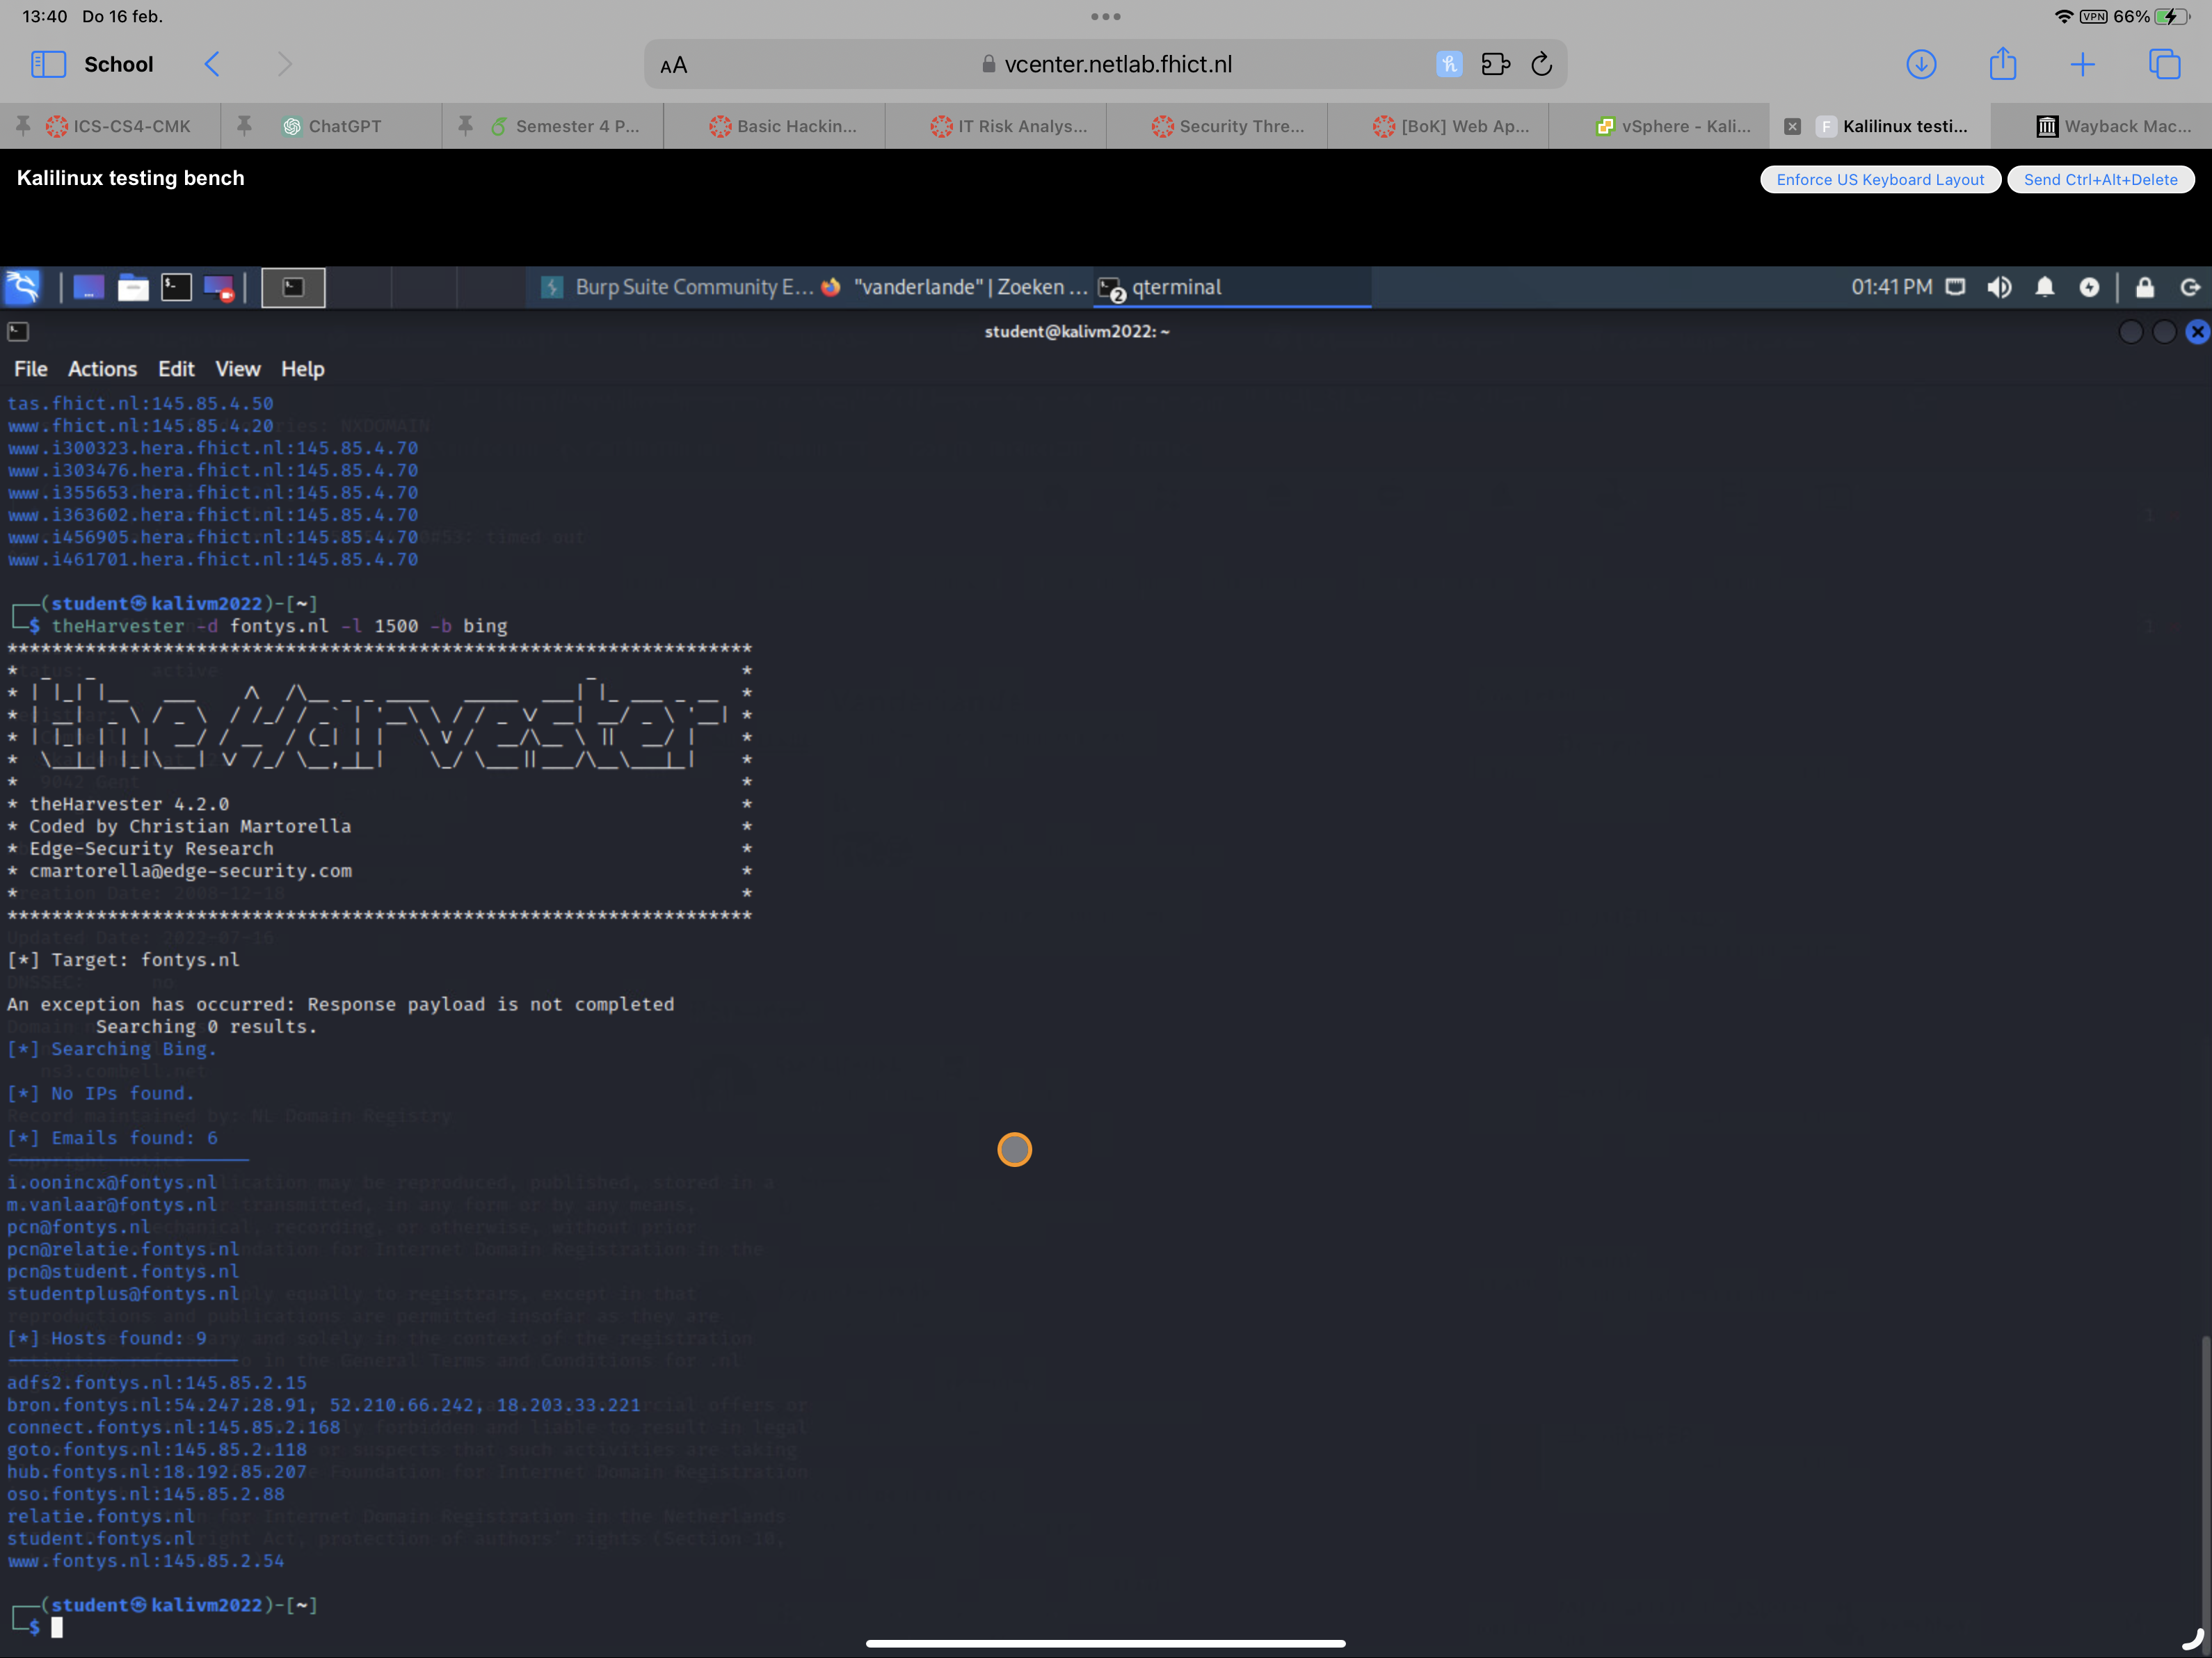 13:40 Do 16 feb.
VPN 66%
School
AA
vcenter.netlab.fhict.nl
ICS-CS4-CMK
ChatGPT
Semester 4 P...
Basic Hackin...
IT Risk Analys...
Security Thre...
[BoK] Web Ap...
vSphere - Kali...
F Kalilinux testi...
Wayback Mac...
Kalilinux testing bench
Enforce US Keyboard Layout
Send Ctrl+Alt+Delete
Burp Suite Community E...
"vanderlande" | Zoeken ...
2 qterminal
01:41 PM
student@kalivm2022: ~
File Actions Edit View Help
tas.fhict.nl:145.85.4.50
www.fhict.nl:145.85.4.20
www.i300323.hera.fhict.nl:145.85.4.70
www.i303476.hera.fhict.nl:145.85.4.70
www.i355653.hera.fhict.nl:145.85.4.70
www.i363602.hera.fhict.nl:145.85.4.70
www.i456905.hera.fhict.nl:145.85.4.70
www.i461701.hera.fhict.nl:145.85.4.70
(student㉿kalivm2022)-[~]
$ theHarvester -d fontys.nl -l 1500 -b bing
*******************************************************************
theHarvester
* theHarvester 4.2.0 *
* Coded by Christian Martorella *
* Edge-Security Research *
* cmartorella@edge-security.com *
* *
*******************************************************************
[*] Target: fontys.nl
An exception has occurred: Response payload is not completed
Searching 0 results.
[*] Searching Bing.
[*] No IPs found.
[*] Emails found: 6
i.oonincx@fontys.nl
m.vanlaar@fontys.nl
pcn@fontys.nl
pcn@relatie.fontys.nl
pcn@student.fontys.nl
studentplus@fontys.nl
[*] Hosts found: 9
adfs2.fontys.nl:145.85.2.15
bron.fontys.nl:54.247.28.91, 52.210.66.242, 18.203.33.221
connect.fontys.nl:145.85.2.168
goto.fontys.nl:145.85.2.118
hub.fontys.nl:18.192.85.207
oso.fontys.nl:145.85.2.88
relatie.fontys.nl
student.fontys.nl
www.fontys.nl:145.85.2.54
(student㉿kalivm2022)-[~]
$